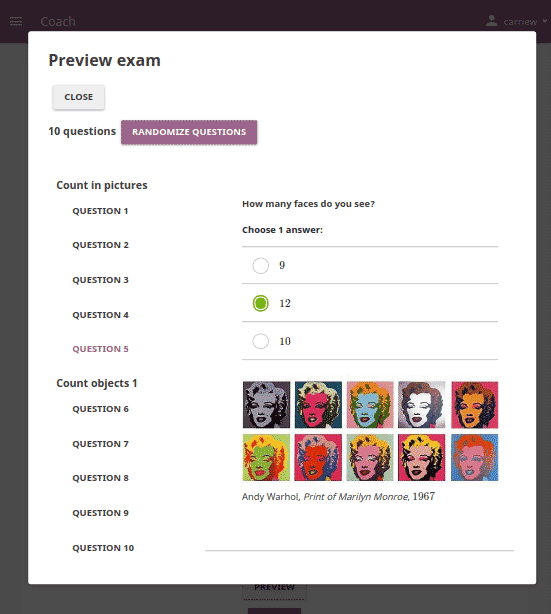 Coach
carriew
Preview exam
CLOSE
10 questions
RANDOMIZE QUESTIONS
Count in pictures
QUESTION 1
QUESTION 2
QUESTION 3
QUESTION 4
QUESTION 5
Count objects 1
QUESTION 6
QUESTION 7
QUESTION 8
QUESTION 9
QUESTION 10
How many faces do you see?
Choose 1 answer:
9
12
10
Andy Warhol, Print of Marilyn Monroe, 1967
PREVIEW